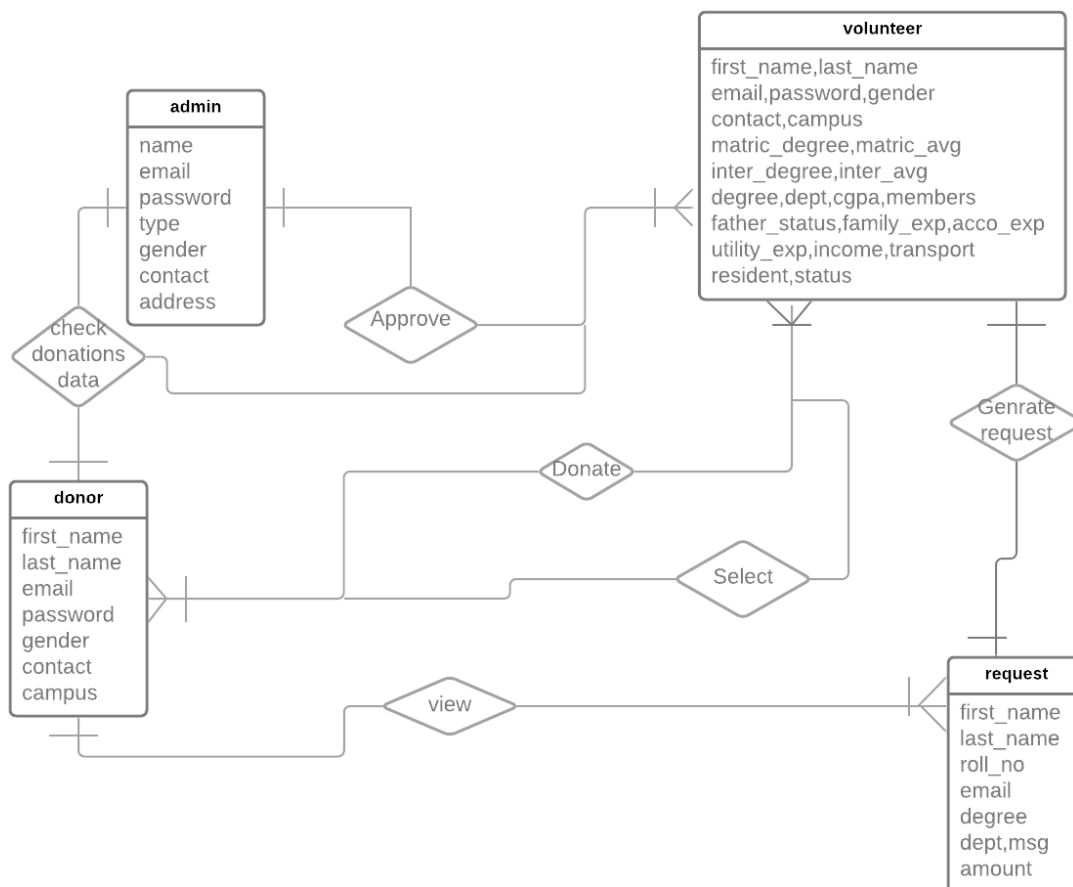 volunteer
first_name,last_name
email,password,gender
contact,campus
matric_degree,matric_avg
inter_degree,inter_avg
degree,dept,cgpa,members
father_status,family_exp,acco_exp
utility_exp,income,transport
resident,status
admin
name
email
password
type
gender
contact
address
Approve
check
donations
data
Genrate
request
Donate
donor
first_name
last_name
email
password
gender
contact
campus
Select
view
request
first_name
last_name
roll_no
email
degree
dept,msg
amount